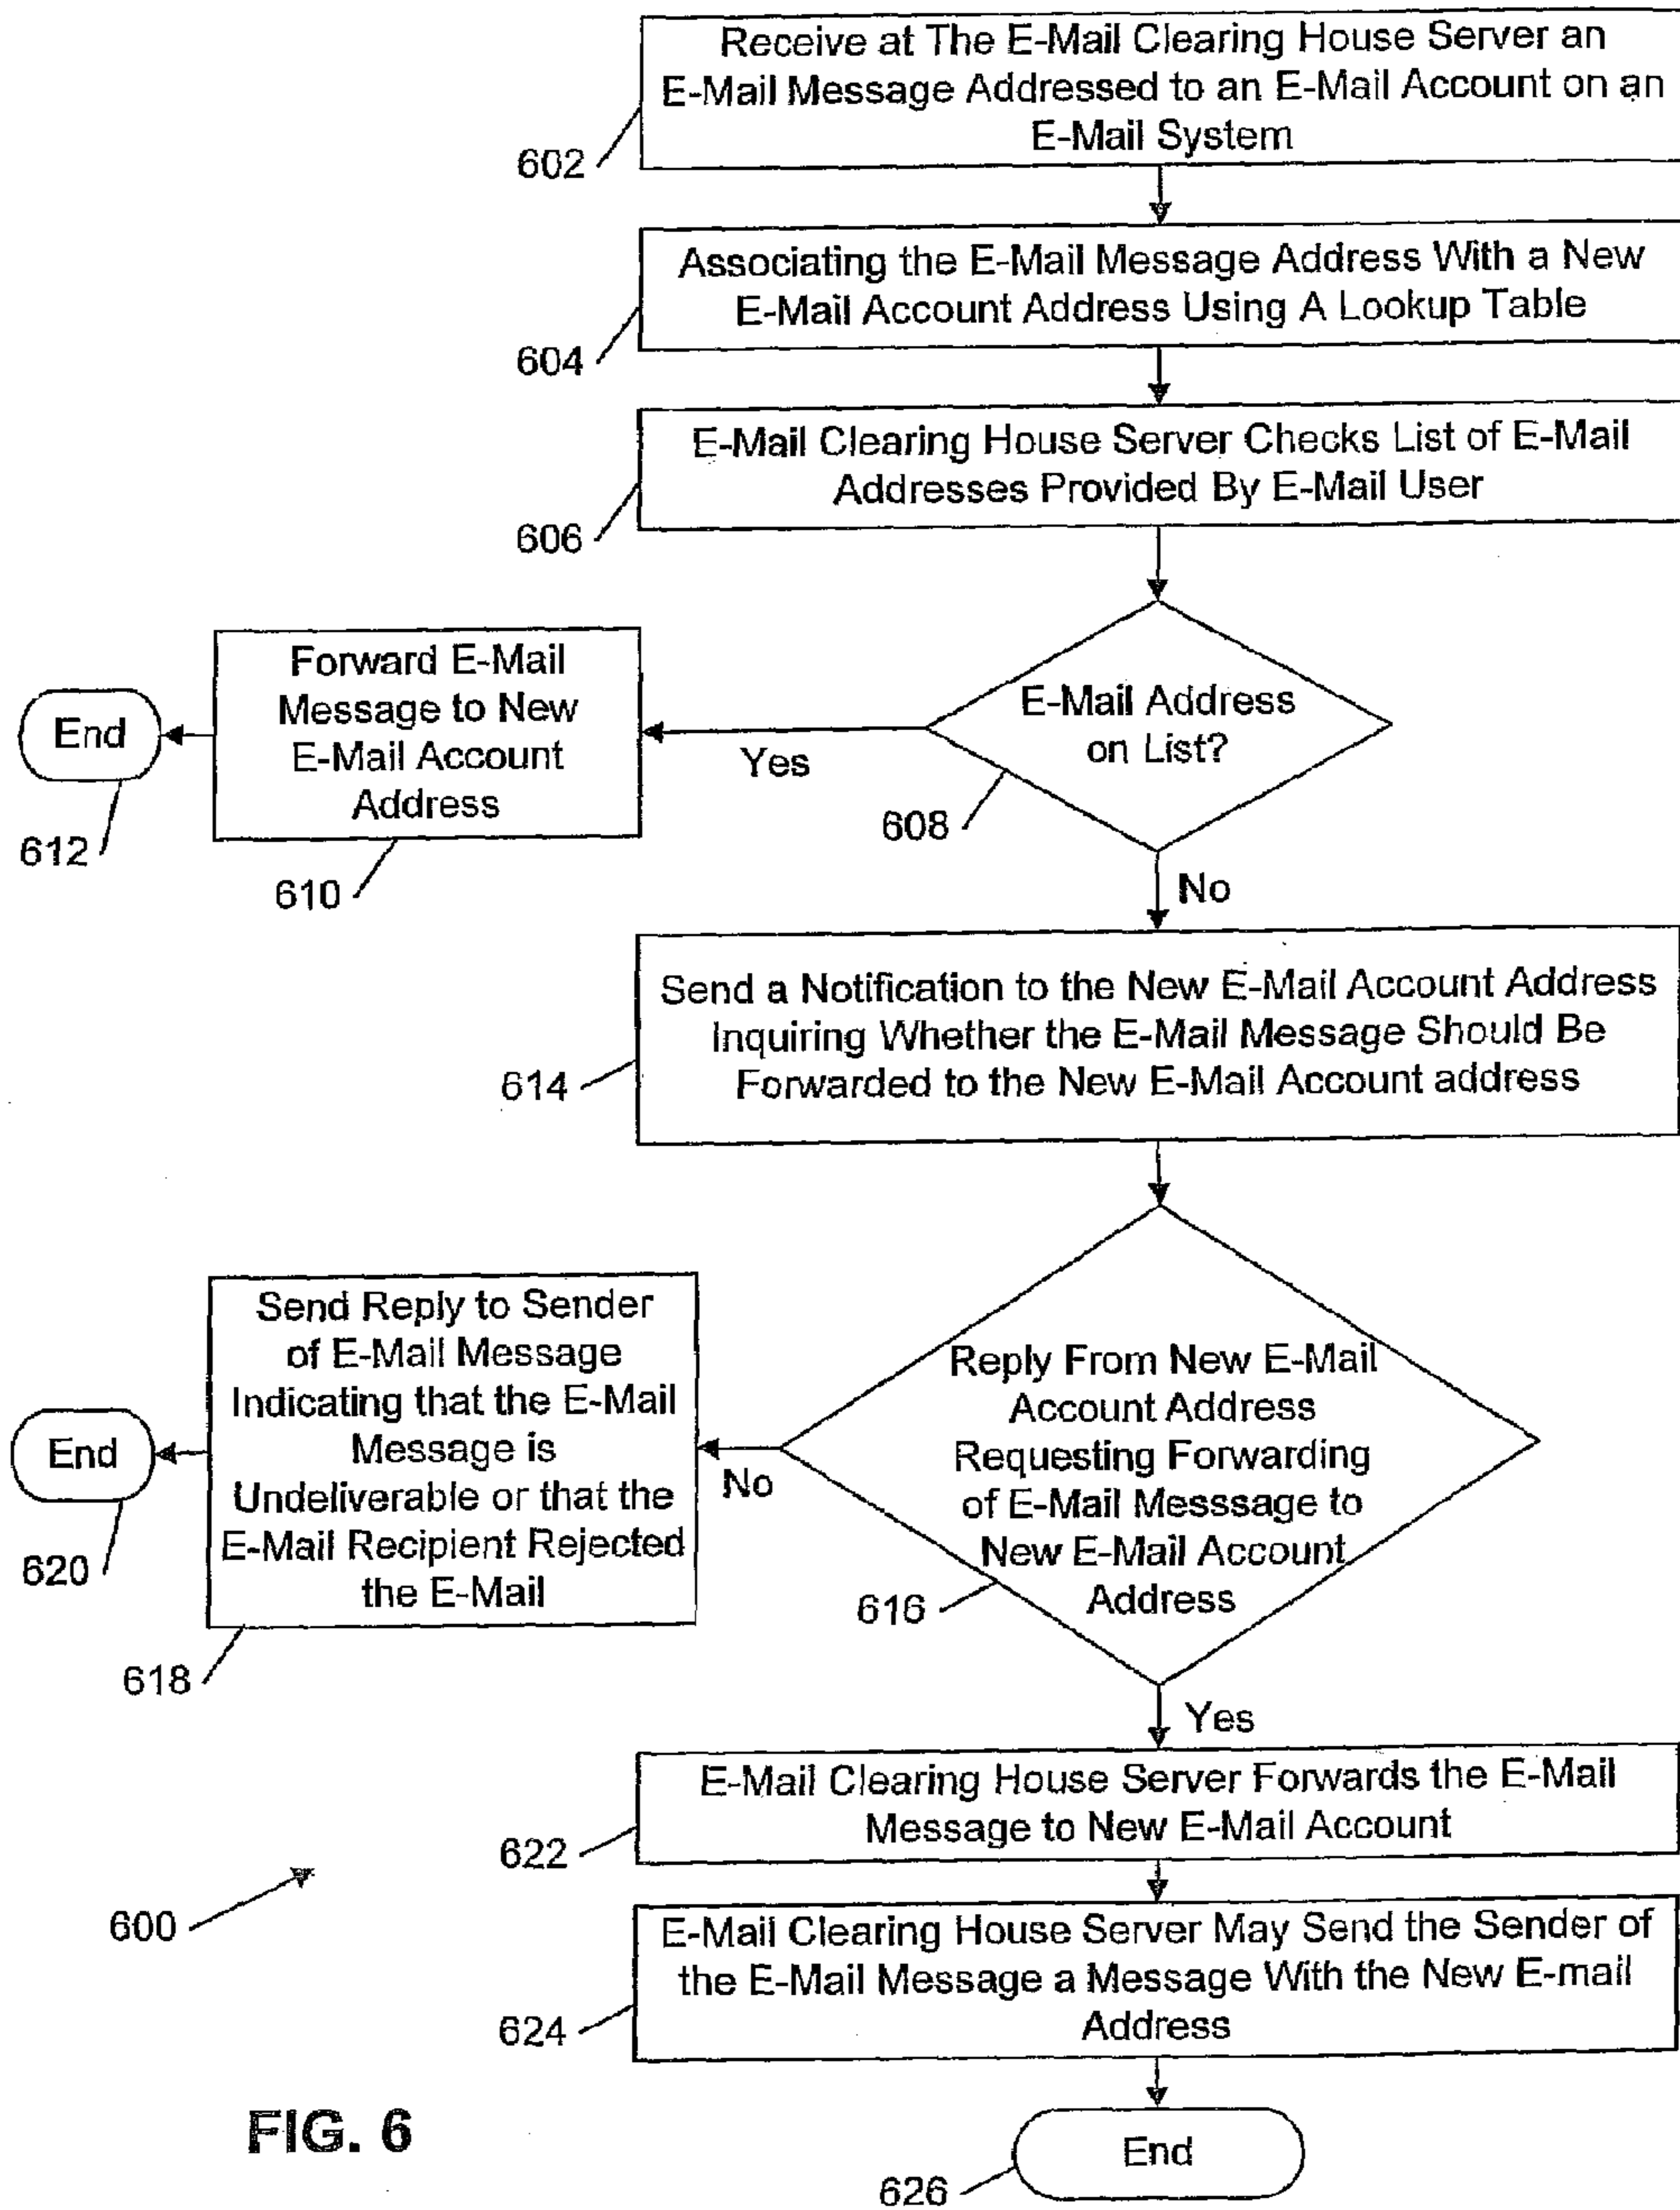 Receive at The E-Mail Clearing House Server an
E-Mail Message Addressed to an E-Mail Account on an
E-Mail System
602
Associating the E-Mail Message Address With a New
E-Mail Account Address Using A Lookup Table
604
E-Mail Clearing House Server Checks List of E-Mail
Addresses Provided By E-Mail User
606
E-Mail Address
on List?
608
Yes
Forward E-Mail
Message to New
E-Mail Account
Address
610
End
612
No
Send a Notification to the New E-Mail Account Address
Inquiring Whether the E-Mail Message Should Be
Forwarded to the New E-Mail Account address
614
Reply From New E-Mail
Account Address
Requesting Forwarding
of E-Mail Messsage to
New E-Mail Account
Address
616
No
Send Reply to Sender
of E-Mail Message
Indicating that the E-Mail
Message is
Undeliverable or that the
E-Mail Recipient Rejected
the E-Mail
618
End
620
Yes
E-Mail Clearing House Server Forwards the E-Mail
Message to New E-Mail Account
622
E-Mail Clearing House Server May Send the Sender of
the E-Mail Message a Message With the New E-mail
Address
624
End
626
600
FIG. 6